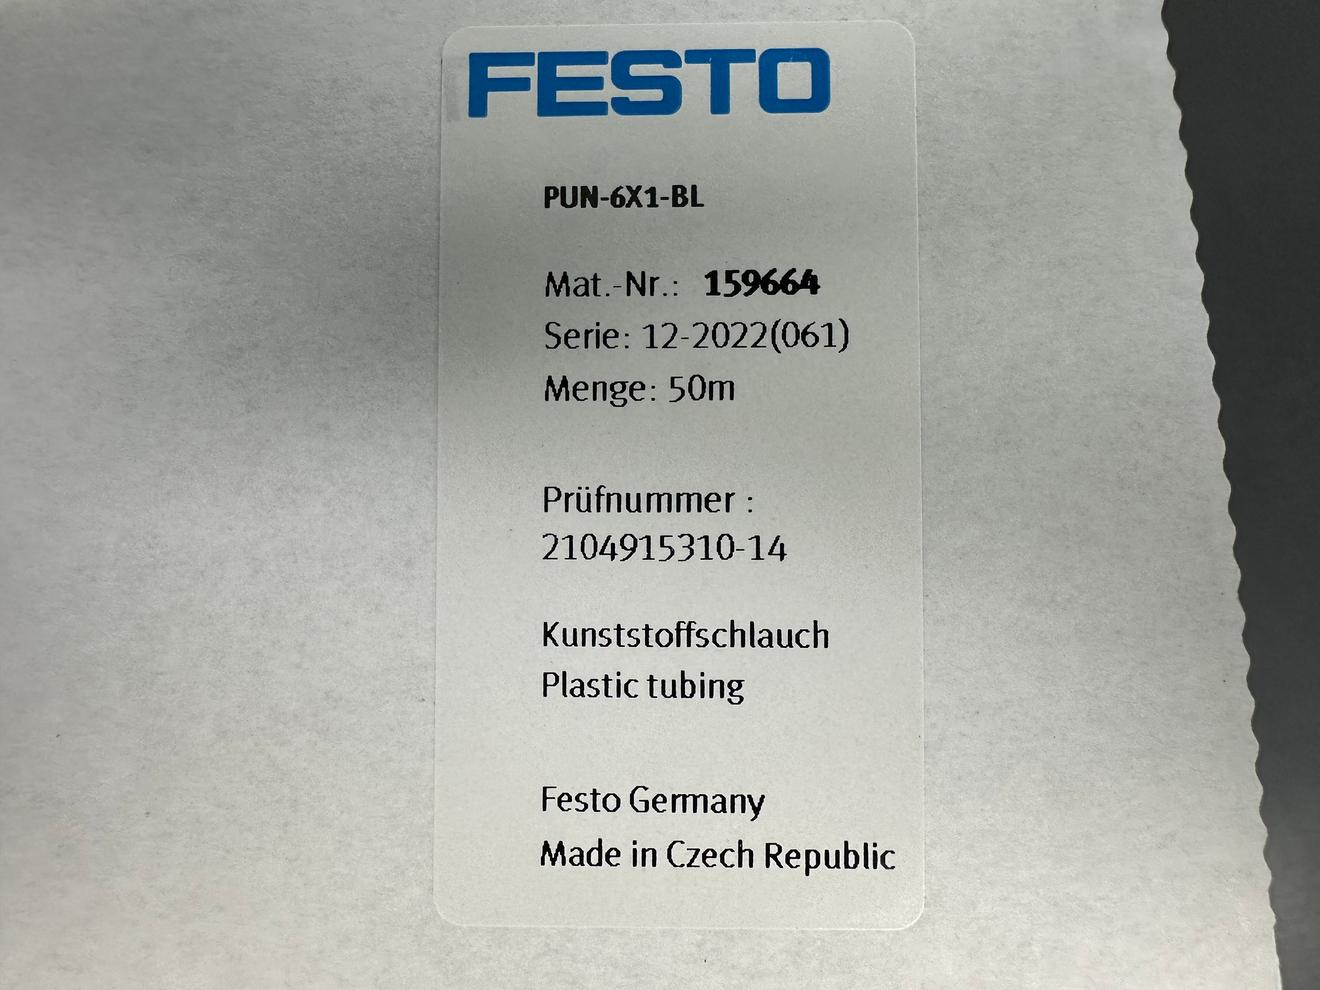 FESTO
PUN-6X1-BL
Mat.-Nr.: 159664
Serie: 12-2022(061)
Menge: 50m
Prüfnummer :
2104915310-14
Kunststoffschlauch
Plastic tubing
Festo Germany
Made in Czech Republic